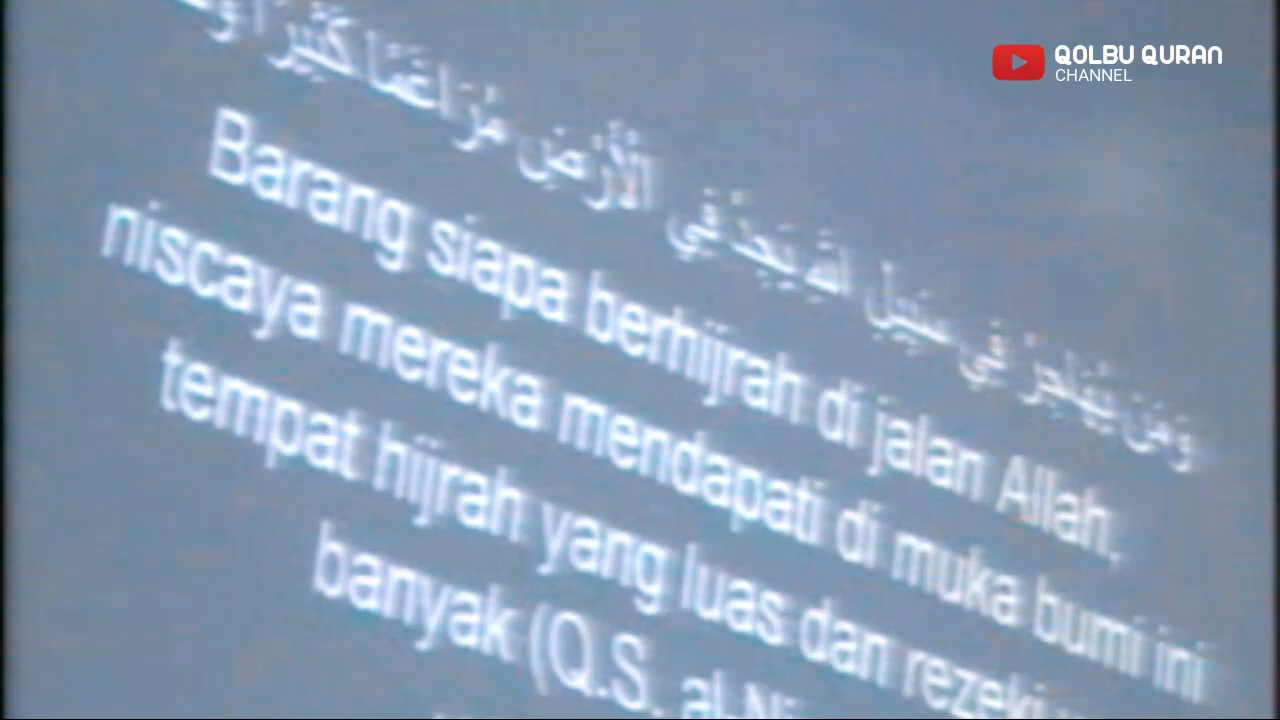 وَمَن يُهَاجِرْ فِي سَبِيلِ اللهِ يَجِدْ فِي الْأَرْضِ مُرَاغَمًا كَثِيرًا
Barang siapa berhijrah di jalan Allah,
niscaya mereka mendapati di muka bumi ini
tempat hijrah yang luas dan rezeki
banyak (Q.S.
QOLBU QURAN
CHANNEL